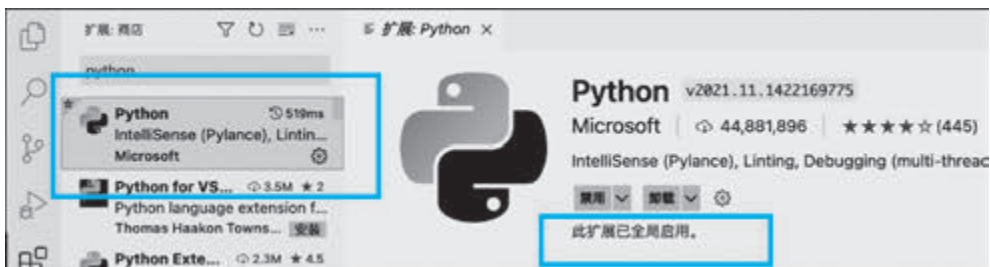 扩展: 商店
扩展: Python
python
Python 519ms
IntelliSense (Pylance), Lintin...
Microsoft
Python for VS... 3.5M ★ 2
Python language extension f...
Thomas Haakon Towns... 安装
Python Exte... 2.3M ★ 4.5
Python v2021.11.1422169775
Microsoft 44,881,896 ★★★★☆(445)
IntelliSense (Pylance), Linting, Debugging (multi-threac
禁用 卸载
此扩展已全局启用。